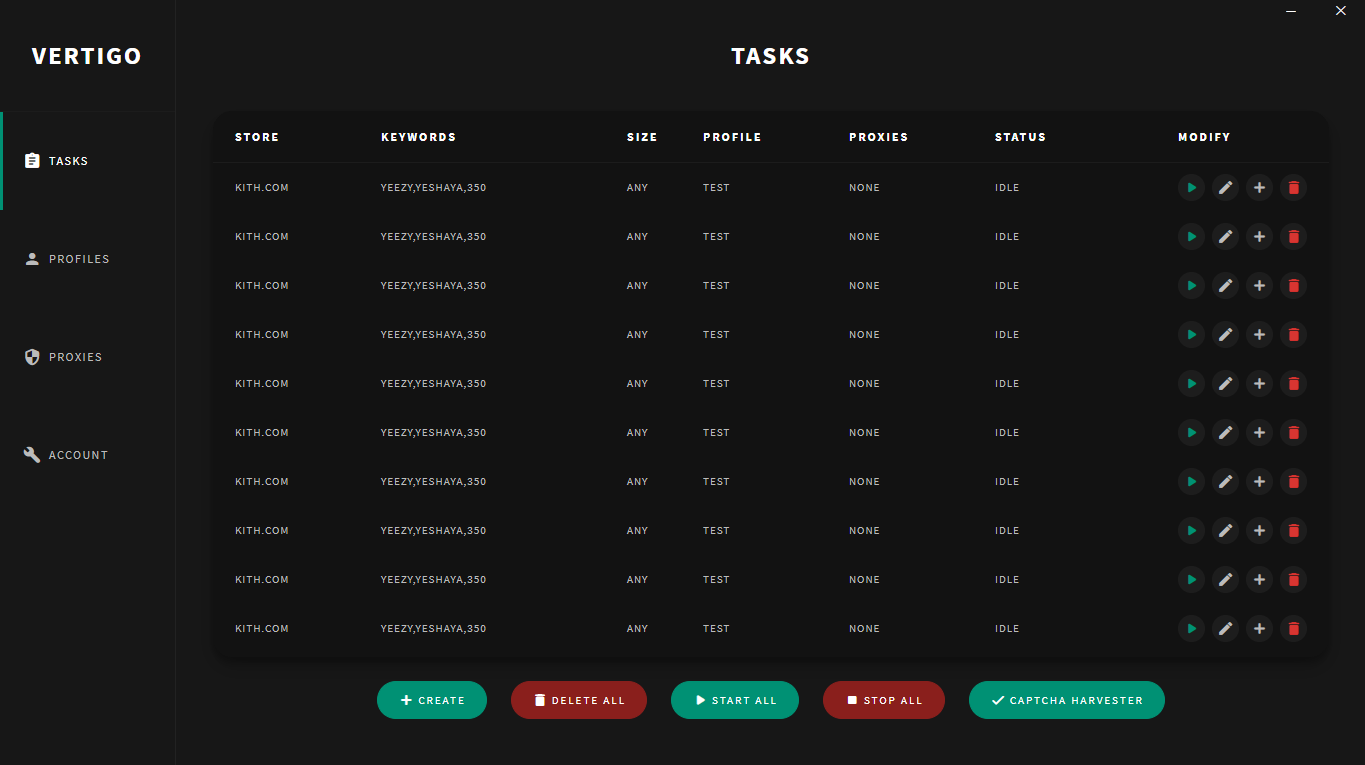 VERTIGO
TASKS
TASKS
PROFILES
PROXIES
ACCOUNT
STORE KEYWORDS SIZE PROFILE PROXIES STATUS MODIFY
KITH.COM YEEZY,YESHAYA,350 ANY TEST NONE IDLE
KITH.COM YEEZY,YESHAYA,350 ANY TEST NONE IDLE
KITH.COM YEEZY,YESHAYA,350 ANY TEST NONE IDLE
KITH.COM YEEZY,YESHAYA,350 ANY TEST NONE IDLE
KITH.COM YEEZY,YESHAYA,350 ANY TEST NONE IDLE
KITH.COM YEEZY,YESHAYA,350 ANY TEST NONE IDLE
KITH.COM YEEZY,YESHAYA,350 ANY TEST NONE IDLE
KITH.COM YEEZY,YESHAYA,350 ANY TEST NONE IDLE
KITH.COM YEEZY,YESHAYA,350 ANY TEST NONE IDLE
KITH.COM YEEZY,YESHAYA,350 ANY TEST NONE IDLE
CREATE DELETE ALL START ALL STOP ALL CAPTCHA HARVESTER